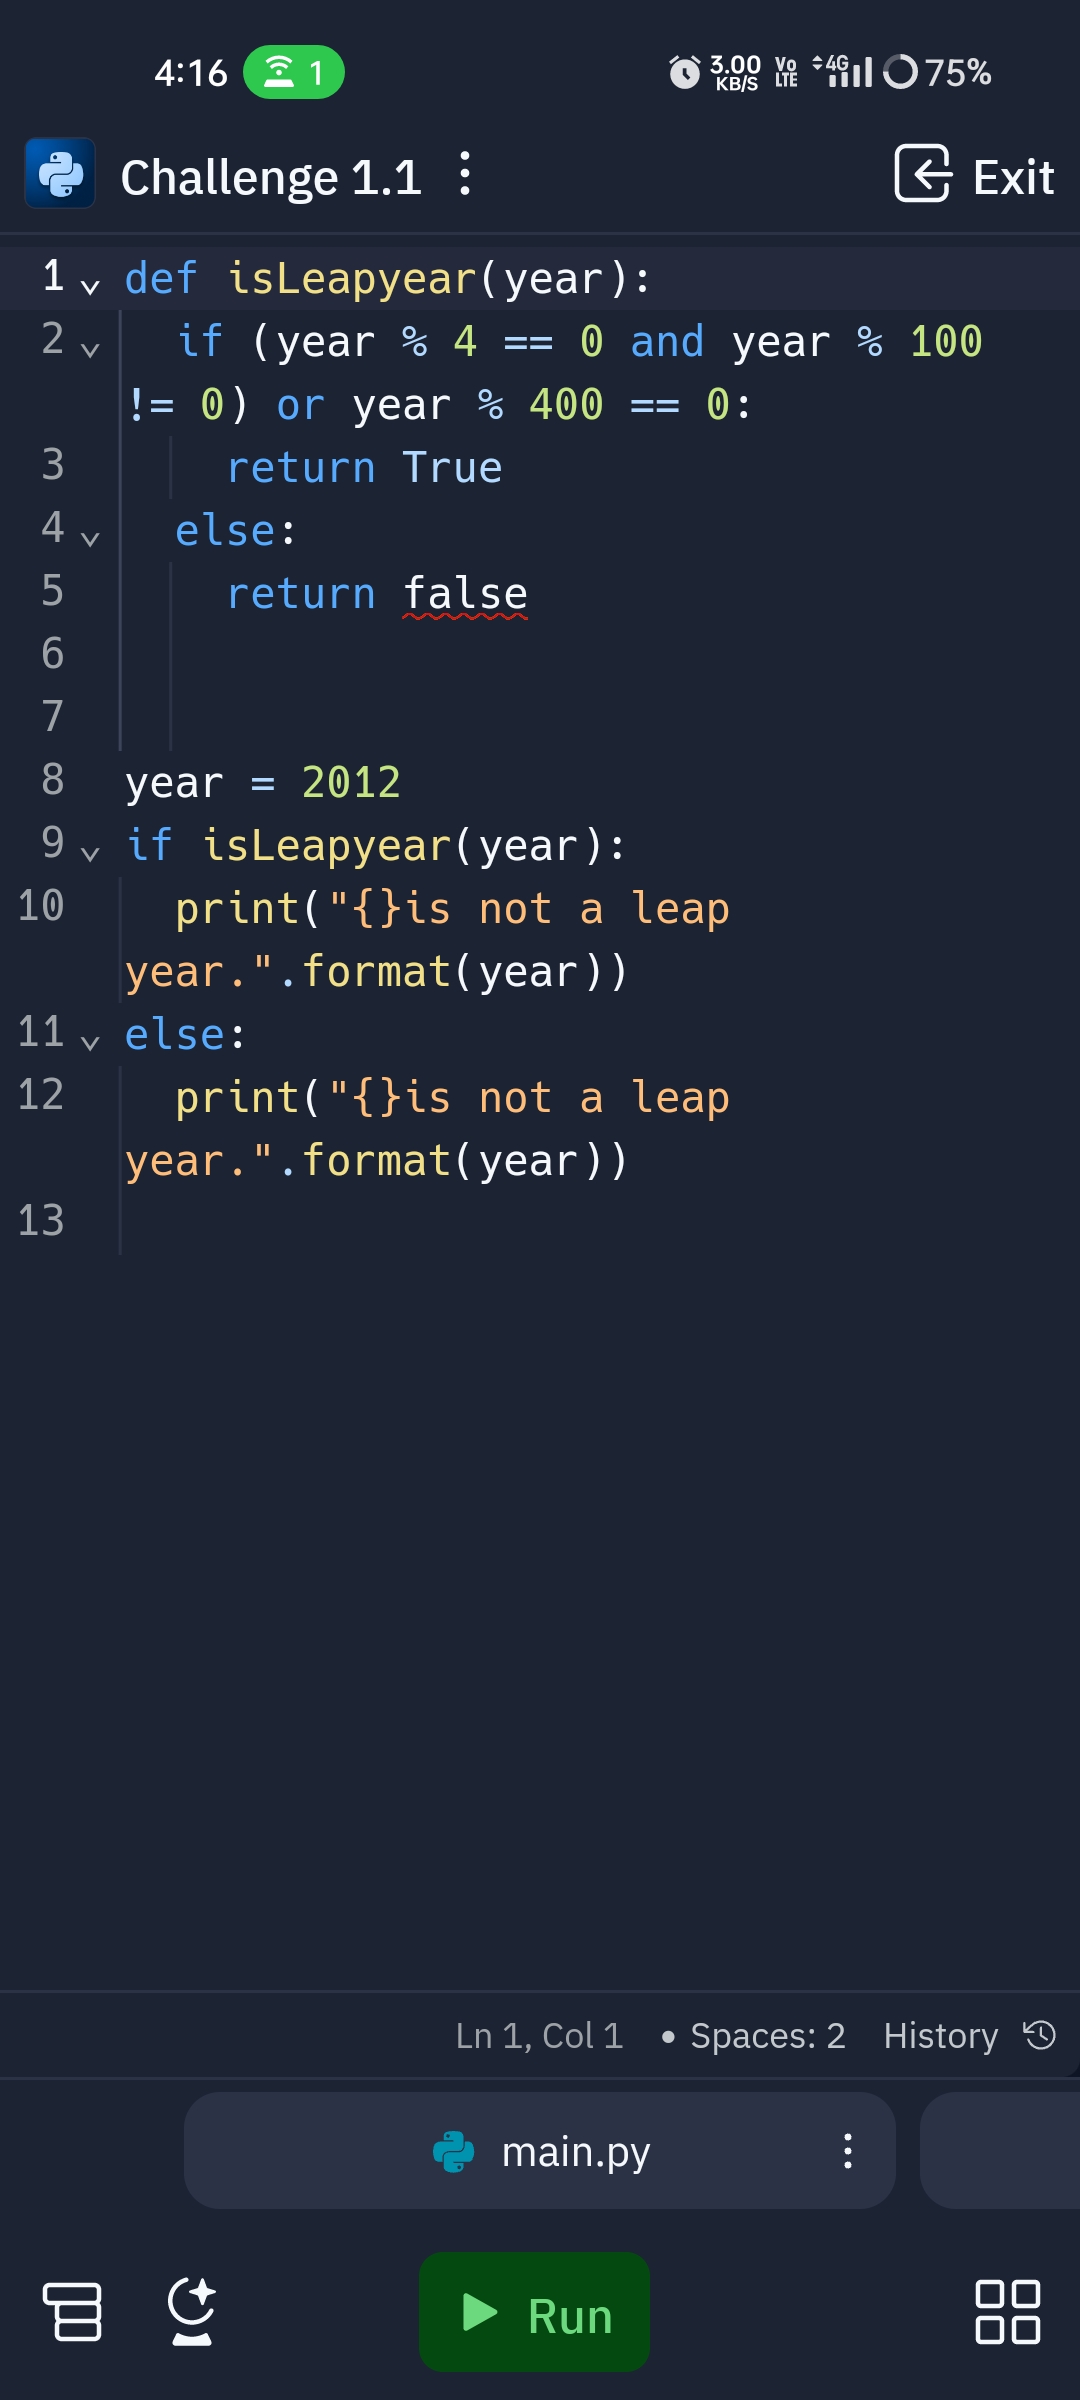 4:16 1 3.00 KB/S Vo LTE 4G 75%
Challenge 1.1 Exit
1 def isLeapyear(year):
2 if (year % 4 == 0 and year % 100
!= 0) or year % 400 == 0:
3 return True
4 else:
5 return false
6
7
8 year = 2012
9 if isLeapyear(year):
10 print("{}is not a leap
year.".format(year))
11 else:
12 print("{}is not a leap
year.".format(year))
13
Ln 1, Col 1 • Spaces: 2 History
main.py
Run